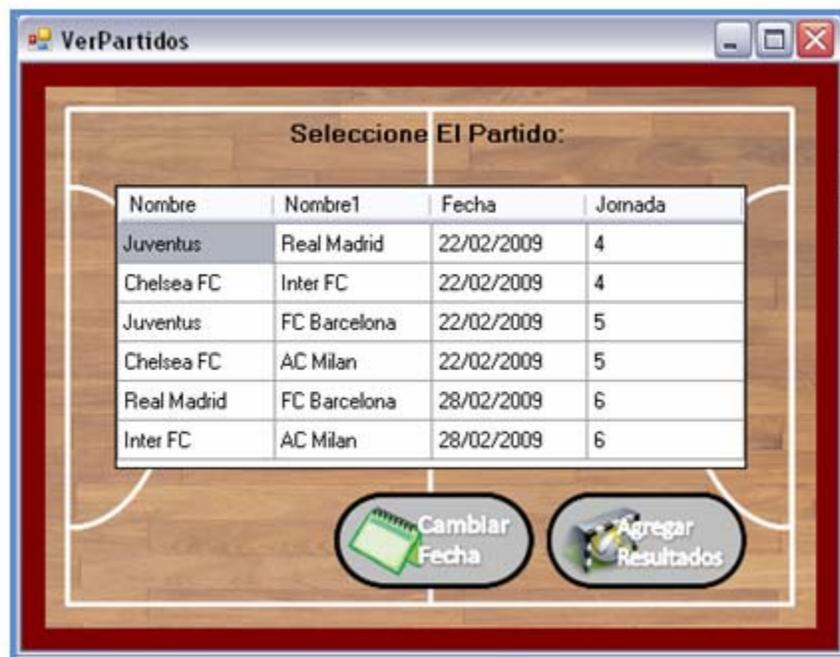 VerPartidos
Seleccione El Partido:
Nombre Nombre1 Fecha Jornada
Juventus Real Madrid 22/02/2009 4
Chelsea FC Inter FC 22/02/2009 4
Juventus FC Barcelona 22/02/2009 5
Chelsea FC AC Milan 22/02/2009 5
Real Madrid FC Barcelona 28/02/2009 6
Inter FC AC Milan 28/02/2009 6
Cambiar
Fecha
Agregar
Resultados